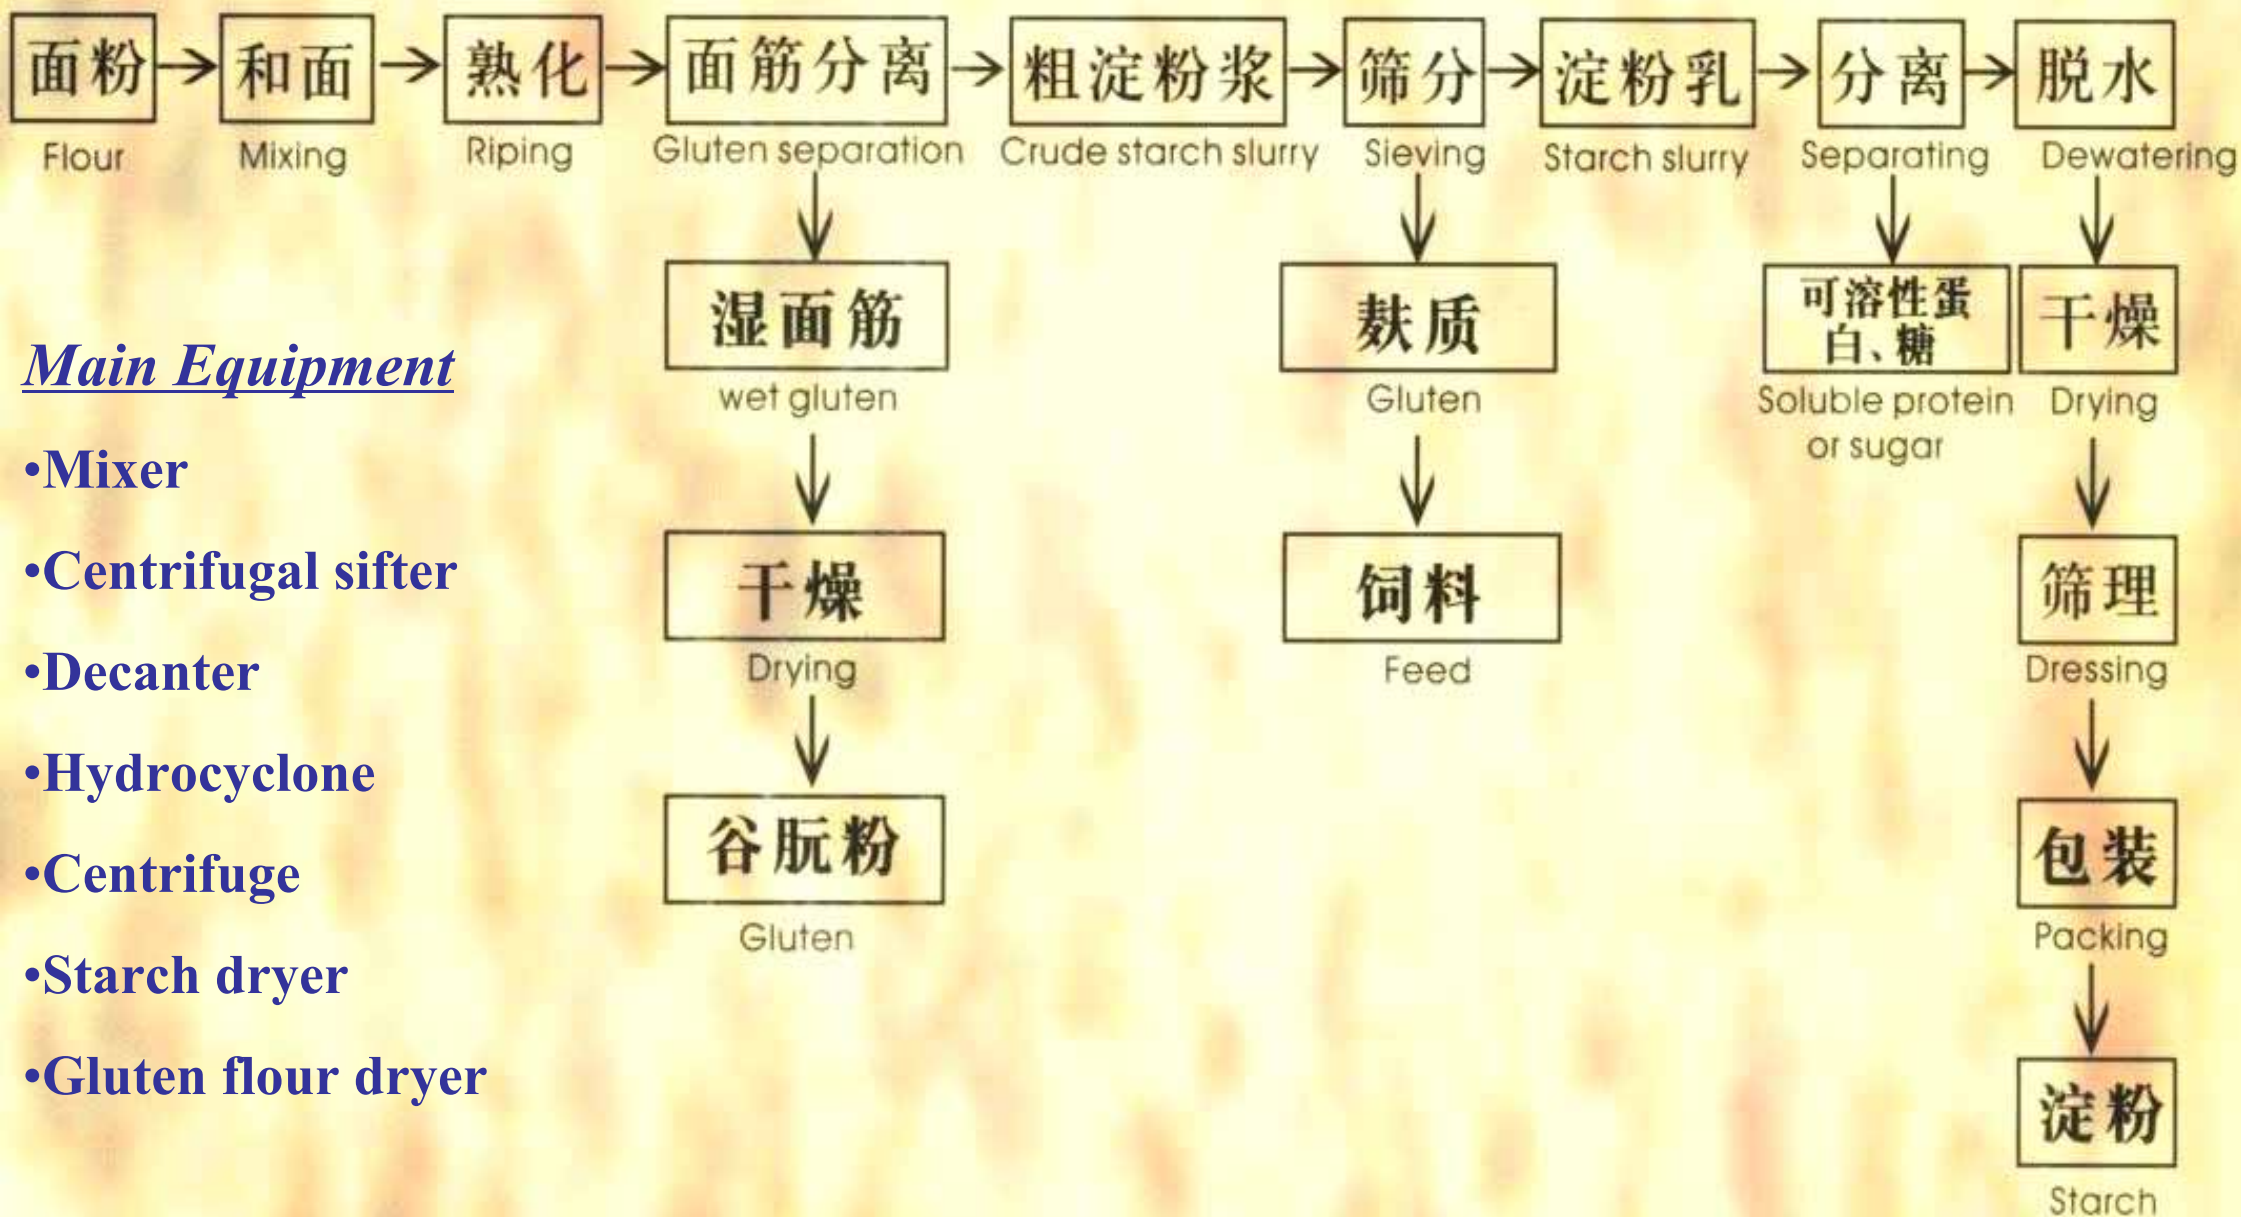 面粉 和面 熟化 面筋分离 粗淀粉浆 筛分 淀粉乳 分离 脱水
Flour Mixing Riping Gluten separation Crude starch slurry Sieving Starch slurry Separating Dewatering
湿面筋 麸质 可溶性蛋
白、糖 干燥
wet gluten Gluten Soluble protein
or sugar Drying
干燥 饲料 筛理
Drying Feed Dressing
谷朊粉 包装
Gluten Packing
淀粉
Starch
Main Equipment
•Mixer
•Centrifugal sifter
•Decanter
•Hydrocyclone
•Centrifuge
•Starch dryer
•Gluten flour dryer